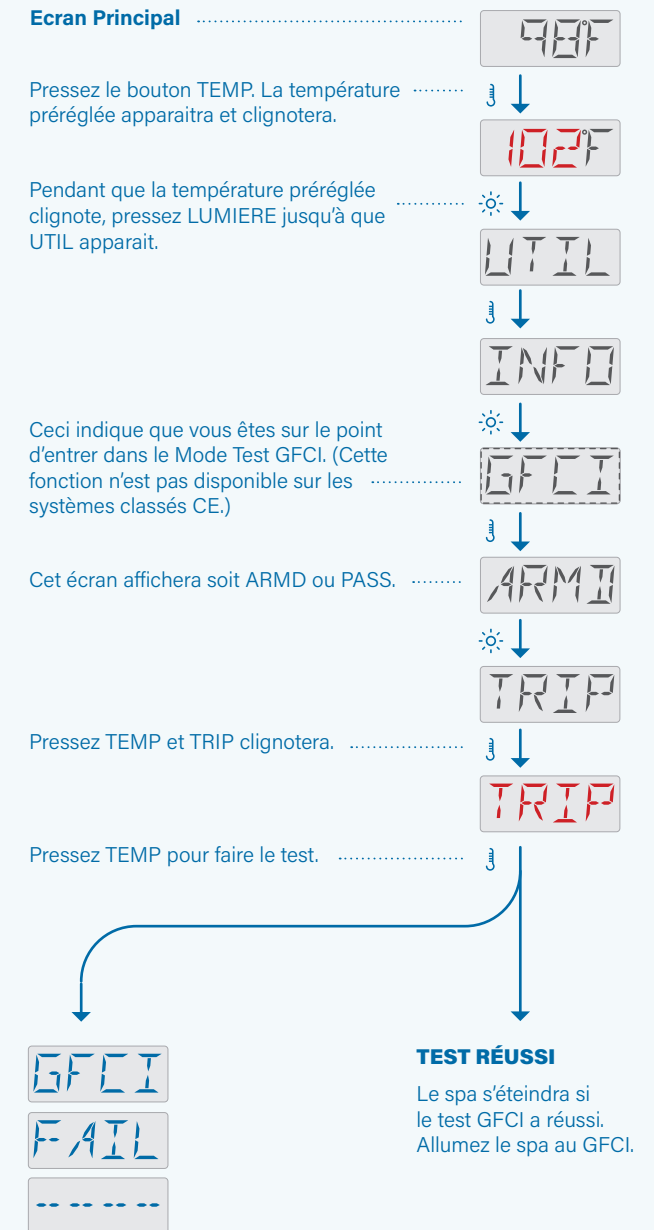 Ecran Principal
98°F
Pressez le bouton TEMP. La température
préréglée apparaitra et clignotera.
102°F
Pendant que la température préréglée
clignote, pressez LUMIERE jusqu'à que
UTIL apparait.
UTIL
INFO
Ceci indique que vous êtes sur le point
d'entrer dans le Mode Test GFCI. (Cette
fonction n'est pas disponible sur les
systèmes classés CE.)
GFCI
Cet écran affichera soit ARMD ou PASS.
ARMD
TRIP
Pressez TEMP et TRIP clignotera.
TRIP
Pressez TEMP pour faire le test.
GFCI
FAIL
-- -- -- --
TEST RÉUSSI
Le spa s'éteindra si
le test GFCI a réussi.
Allumez le spa au GFCI.